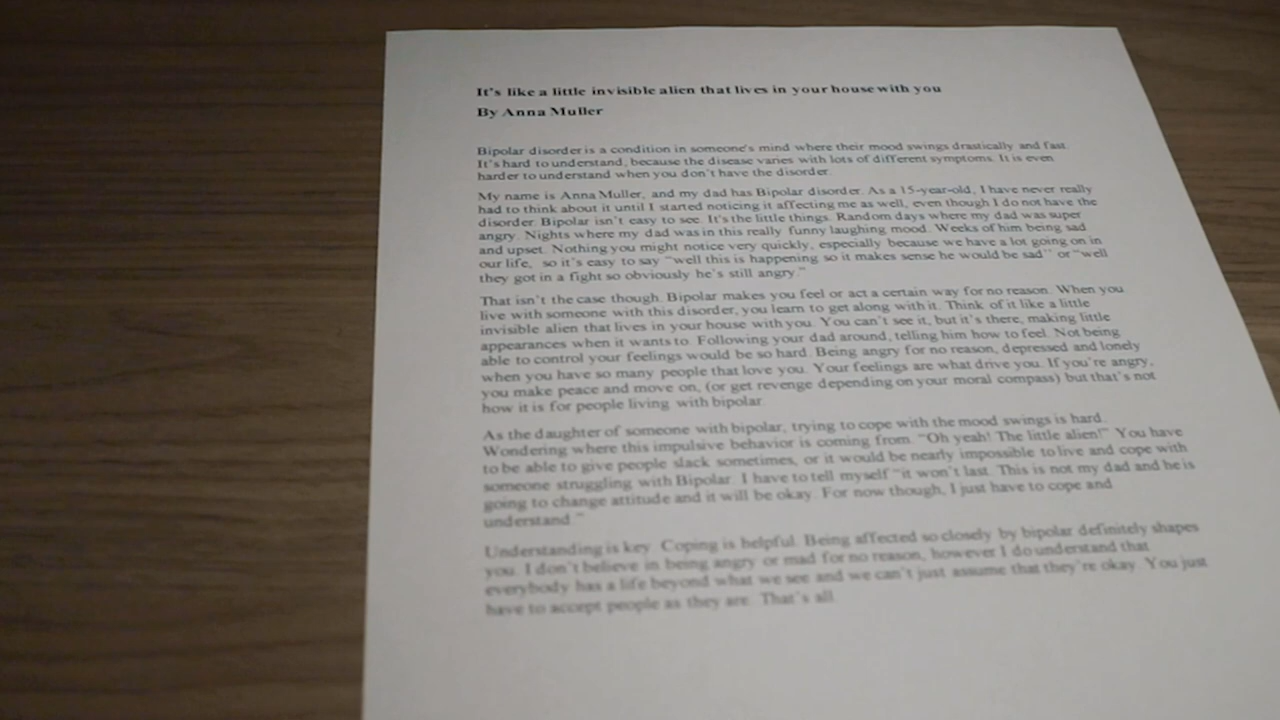 It's like a little invisible alien that lives in your house with you
By Anna Muller
Bipolar disorder is a condition in someone's mind where their mood swings drastically and fast.
It's hard to understand, because the disease varies with lots of different symptoms. It is even
harder to understand when you don't have the disorder.
My name is Anna Muller, and my dad has Bipolar disorder. As a 15-year-old, I have never really
had to think about it until I started noticing it affecting me as well, even though I do not have the
disorder. Bipolar isn't easy to see. It's the little things. Random days where my dad was super
angry. Nights where my dad was in this really funny laughing mood. Weeks of him being sad
and upset. Nothing you might notice very quickly, especially because we have a lot going on in
our life, so it's easy to say "well this is happening so it makes sense he would be sad" or "well
they got in a fight so obviously he's still angry."
That isn't the case though. Bipolar makes you feel or act a certain way for no reason. When you
live with someone with this disorder, you learn to get along with it. Think of it like a little
invisible alien that lives in your house with you. You can't see it, but it's there, making little
appearances when it wants to. Following your dad around, telling him how to feel. Not being
able to control your feelings would be so hard. Being angry for no reason, depressed and lonely
when you have so many people that love you. Your feelings are what drive you. If you're angry,
you make peace and move on, (or get revenge depending on your moral compass) but that's not
how it is for people living with bipolar.
As the daughter of someone with bipolar, trying to cope with the mood swings is hard.
Wondering where this impulsive behavior is coming from. "Oh yeah! The little alien!" You have
to be able to give people slack sometimes, or it would be nearly impossible to live and cope with
someone struggling with Bipolar. I have to tell myself "it won't last. This is not my dad and he is
going to change attitude and it will be okay. For now though, I just have to cope and
understand."
Understanding is key. Coping is helpful. Being affected so closely by bipolar definitely shapes
you. I don't believe in being angry or mad for no reason, however I do understand that
everybody has a life beyond what we see and we can't just assume that they're okay. You just
have to accept people as they are. That's all.